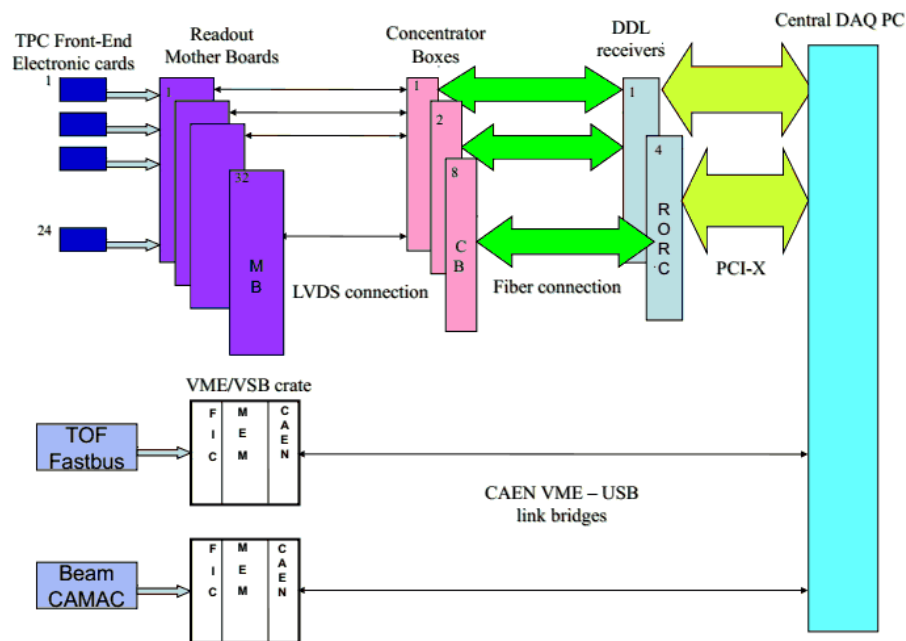 Central DAQ PC
TPC Front-End
Electronic cards
Readout
Mother Boards
Concentrator
Boxes
DDL
receivers
1
24
1
32
M
B
LVDS connection
1
2
8
C
B
Fiber connection
1
4
R
O
R
C
PCI-X
VME/VSB crate
TOF
Fastbus
F
I
C
M
E
M
C
A
E
N
CAEN VME – USB
link bridges
Beam
CAMAC
F
I
C
M
E
M
C
A
E
N